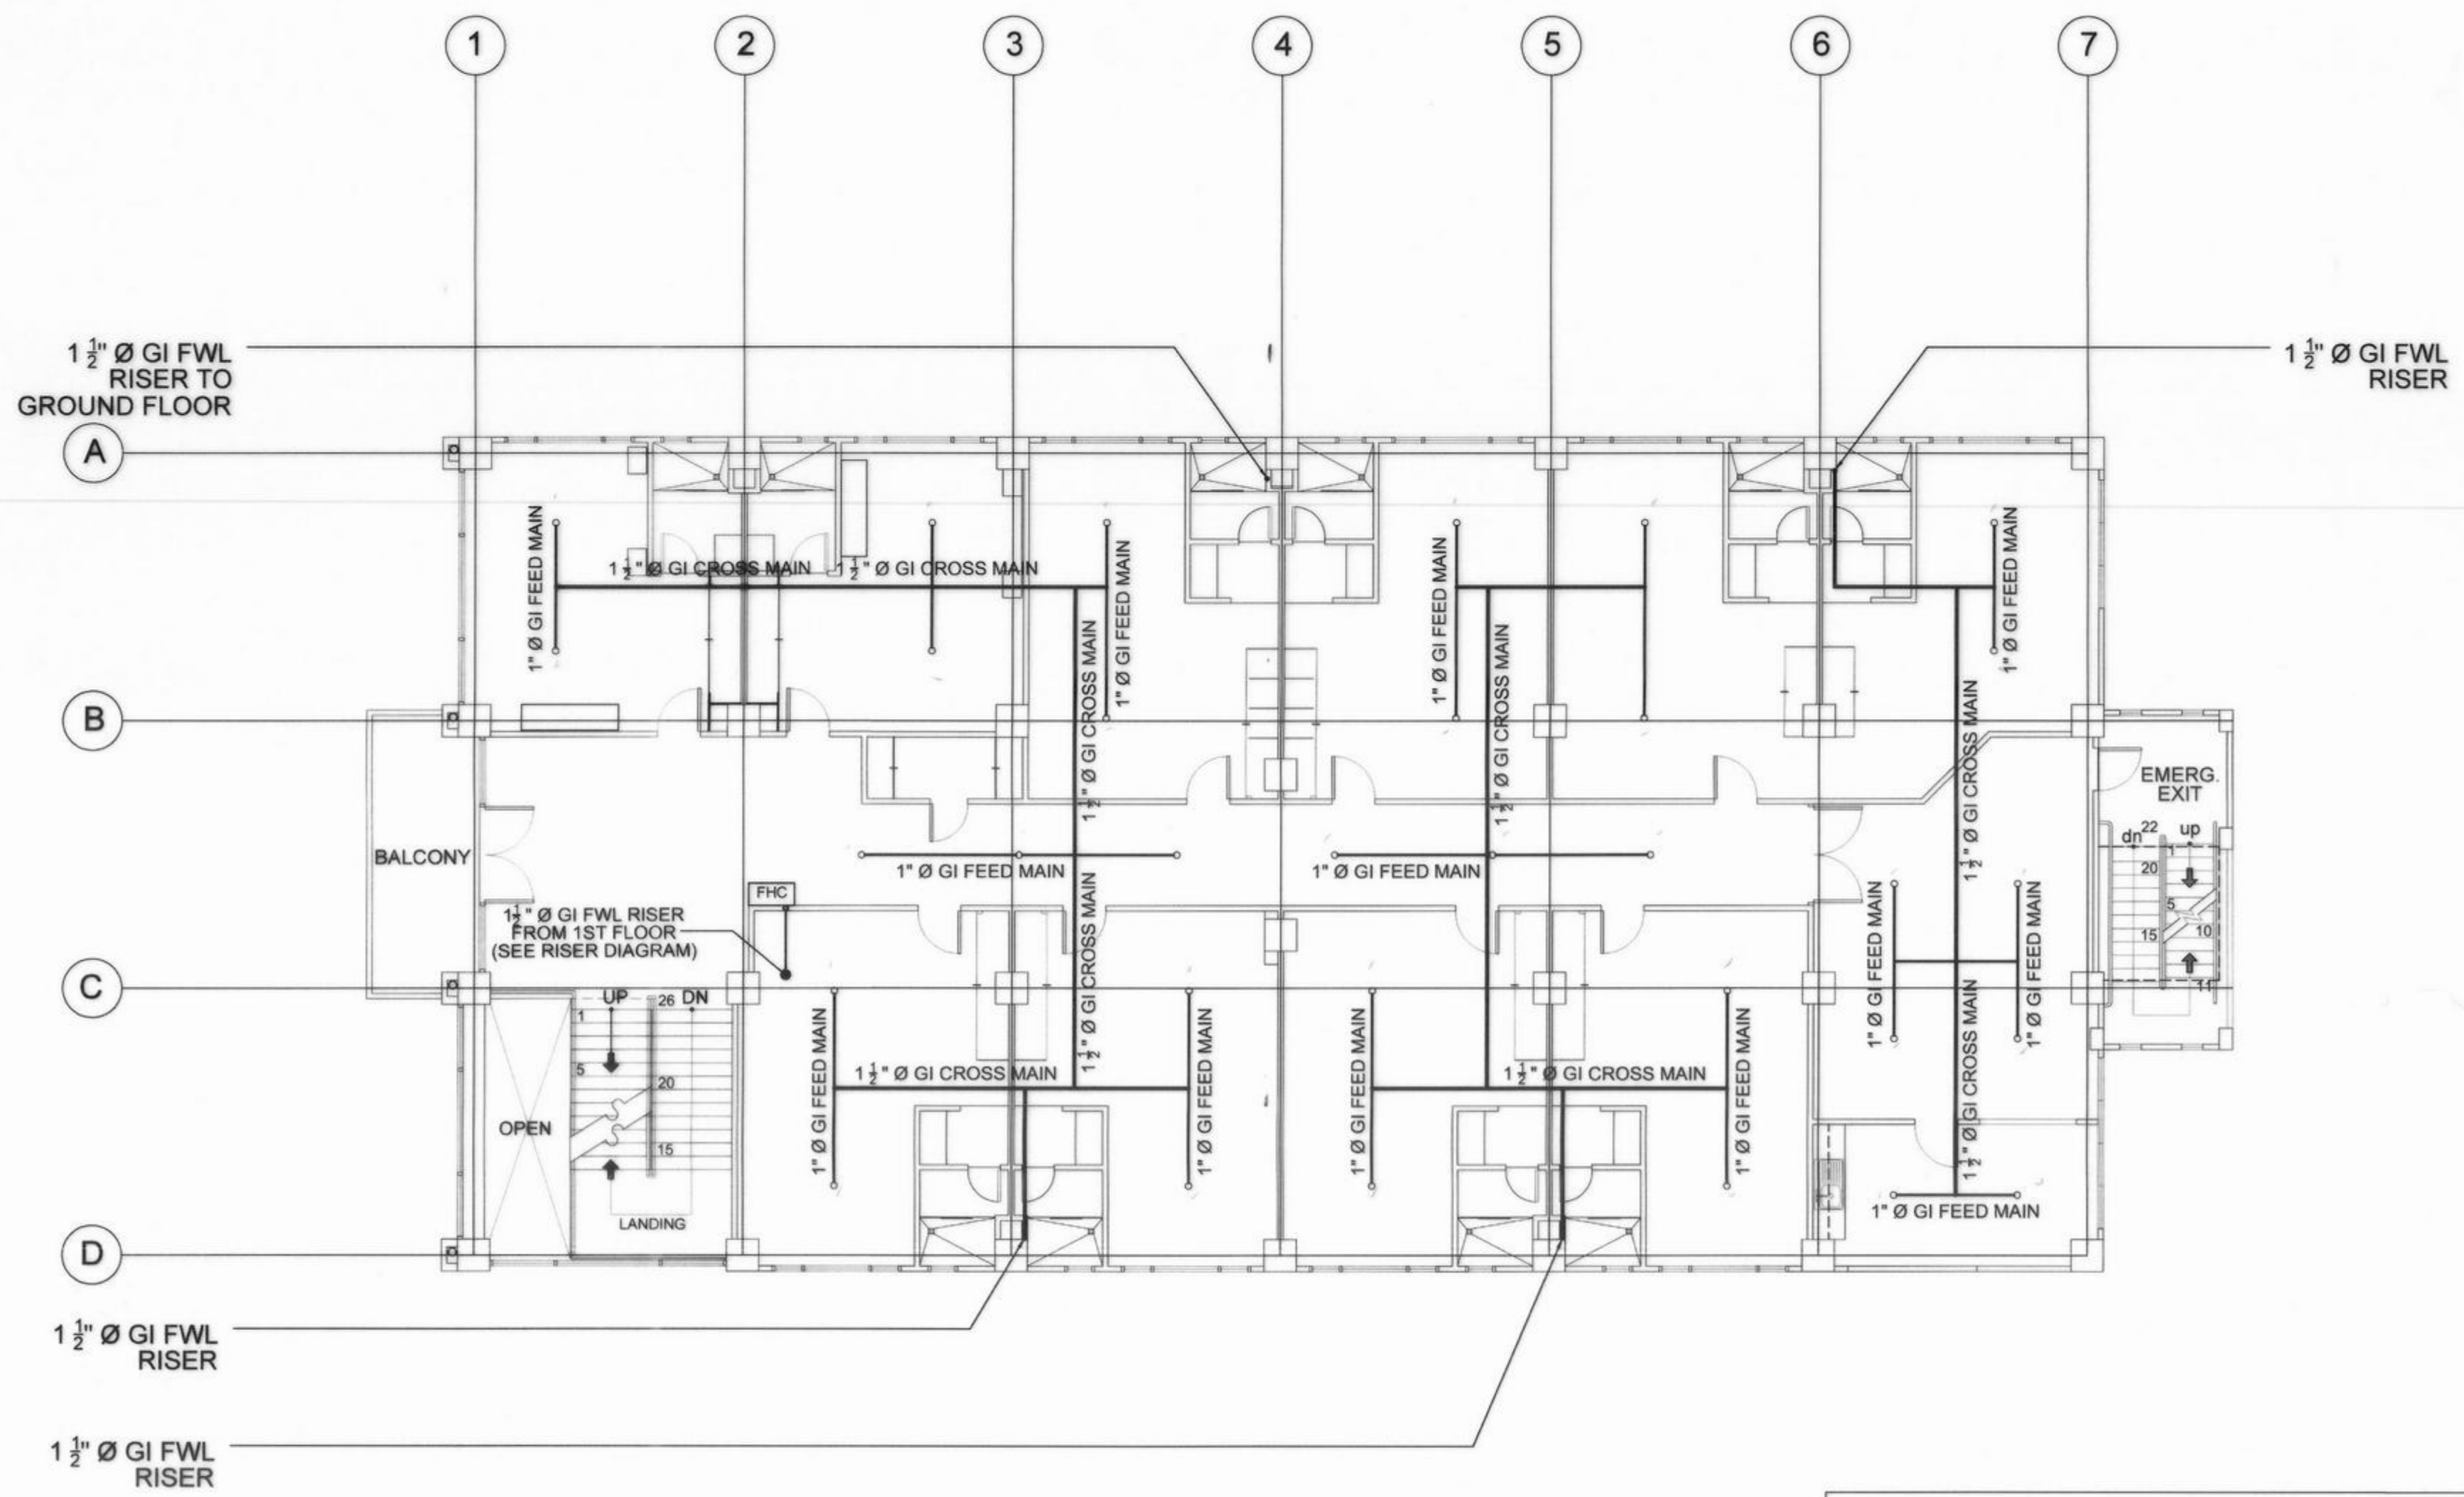 1 2 3 4 5 6 7
1 1/2" Ø GI FWL
RISER TO
GROUND FLOOR
1 1/2" Ø GI FWL
RISER
A
1" Ø GI FEED MAIN
1 1/2" Ø GI CROSS MAIN
1 1/2" Ø GI CROSS MAIN
1" Ø GI FEED MAIN
1 1/2" Ø GI CROSS MAIN
1" Ø GI FEED MAIN
1 1/2" Ø GI CROSS MAIN
1" Ø GI FEED MAIN
1 1/2" Ø GI CROSS MAIN
B
EMERG.
EXIT
dn 22 up
1
20
5
15 10
11
BALCONY
1" Ø GI FEED MAIN
1" Ø GI FEED MAIN
FHC
1 1/2" Ø GI FWL RISER
FROM 1ST FLOOR
(SEE RISER DIAGRAM)
1 1/2" Ø GI CROSS MAIN
1" Ø GI FEED MAIN
1" Ø GI FEED MAIN
1 1/2" Ø GI CROSS MAIN
C
UP 26 DN
1
5
20
15
OPEN
LANDING
1" Ø GI FEED MAIN
1 1/2" Ø GI CROSS MAIN
1" Ø GI FEED MAIN
1" Ø GI FEED MAIN
1 1/2" Ø GI CROSS MAIN
1" Ø GI FEED MAIN
1" Ø GI FEED MAIN
D
1 1/2" Ø GI FWL
RISER
1 1/2" Ø GI FWL
RISER